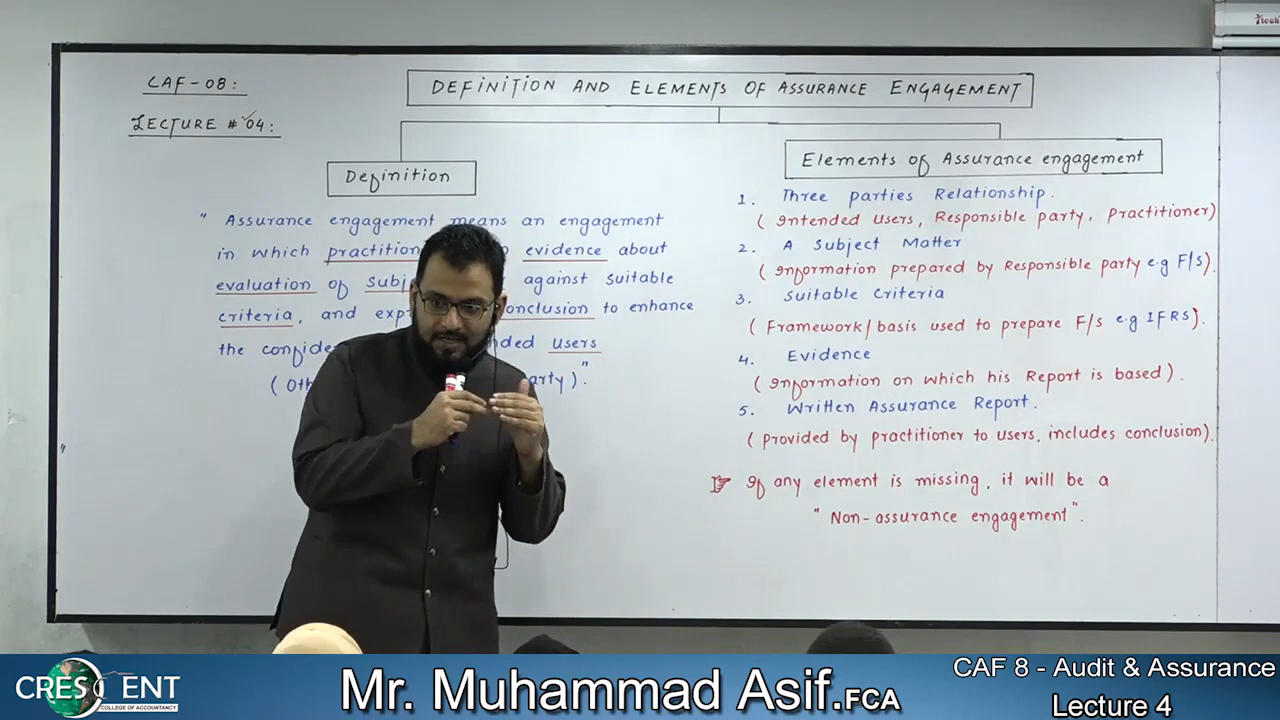 CAF-08:
LECTURE # 04:
DEFINITION AND ELEMENTS OF ASSURANCE ENGAGEMENT
Definition
" Assurance engagement means an engagement
in which practition evidence about
evaluation of subj against suitable
criteria, and exp onclusion to enhance
the confide nded users
( Oth arty )."
"
Elements of Assurance engagement
1. Three parties Relationship.
( Intended users, Responsible party, Practitioner)
2. A Subject Matter
( Information prepared by Responsible party e.g F/s).
3. Suitable Criteria
( Framework/basis used to prepare F/s e.g IFRS).
4. Evidence
( Information on which his Report is based ).
5. Written Assurance Report.
( provided by practitioner to users, includes conclusion).
If any element is missing, it will be a
" Non-assurance engagement ".
CRESCENT
COLLEGE OF ACCOUNTANCY
Mr. Muhammad Asif.FCA
CAF 8 - Audit & Assurance
Lecture 4